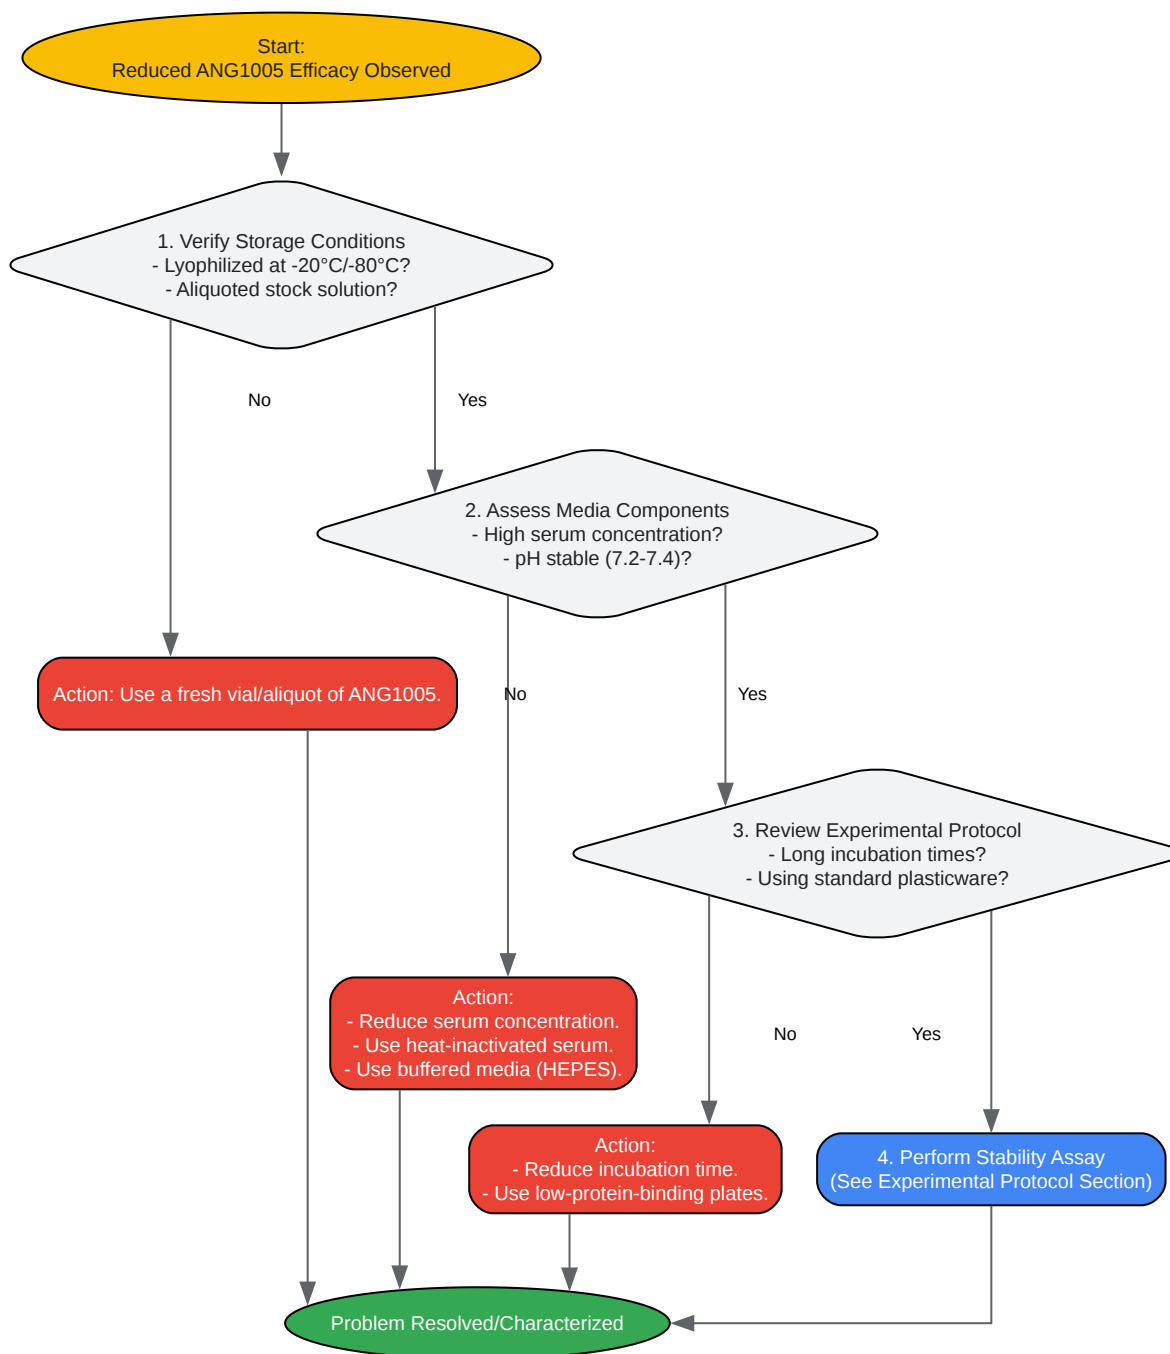 Start:
Reduced ANG1005 Efficacy Observed
1. Verify Storage Conditions
- Lyophilized at -20°C/-80°C?
- Aliquoted stock solution?
No
Yes
2. Assess Media Components
- High serum concentration?
- pH stable (7.2-7.4)?
Action: Use a fresh vial/aliquot of ANG1005.
No
Yes
3. Review Experimental Protocol
- Long incubation times?
- Using standard plasticware?
Action:
- Reduce serum concentration.
- Use heat-inactivated serum.
- Use buffered media (HEPES).
No
Yes
Action:
- Reduce incubation time.
- Use low-protein-binding plates.
4. Perform Stability Assay
(See Experimental Protocol Section)
Problem Resolved/Characterized